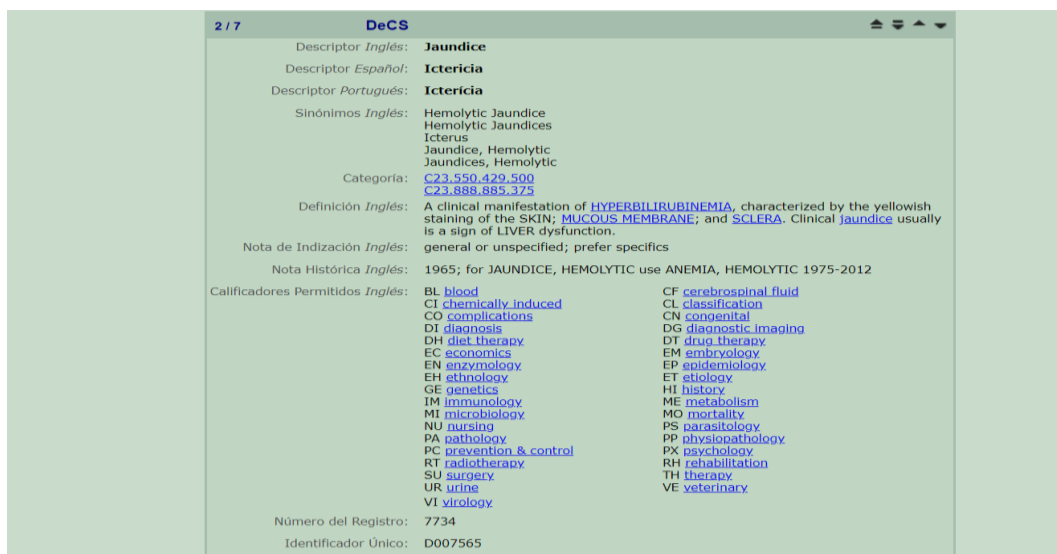 2 / 7 DeCS
Descriptor Inglés: Jaundice
Descriptor Español: Ictericia
Descriptor Portugués: Icterícia
Sinónimos Inglés: Hemolytic Jaundice
Hemolytic Jaundices
Icterus
Jaundice, Hemolytic
Jaundices, Hemolytic
Categoría: C23.550.429.500
C23.888.885.375
Definición Inglés: A clinical manifestation of HYPERBILIRUBINEMIA, characterized by the yellowish
staining of the SKIN; MUCOUS MEMBRANE; and SCLERA. Clinical jaundice usually
is a sign of LIVER dysfunction.
Nota de Indización Inglés: general or unspecified; prefer specifics
Nota Histórica Inglés: 1965; for JAUNDICE, HEMOLYTIC use ANEMIA, HEMOLYTIC 1975-2012
Calificadores Permitidos Inglés: BL blood CF cerebrospinal fluid
CI chemically induced CL classification
CO complications CN congenital
DI diagnosis DG diagnostic imaging
DH diet therapy DT drug therapy
EC economics EM embryology
EN enzymology EP epidemiology
EH ethnology ET etiology
GE genetics HI history
IM immunology ME metabolism
MI microbiology MO mortality
NU nursing PS parasitology
PA pathology PP physiopathology
PC prevention & control PX psychology
RT radiotherapy RH rehabilitation
SU surgery TH therapy
UR urine VE veterinary
VI virology
Número del Registro: 7734
Identificador Único: D007565